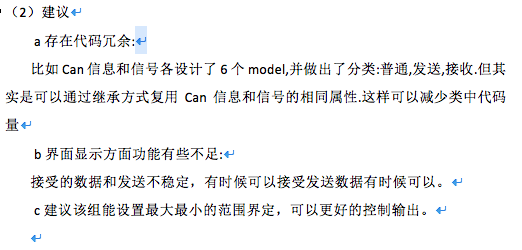 （2）建议
a 存在代码冗余:
比如 Can 信息和信号各设计了 6 个 model,并做出了分类:普通,发送,接收.但其
实是可以通过继承方式复用 Can 信息和信号的相同属性.这样可以减少类中代码
量
b 界面显示方面功能有些不足:
接受的数据和发送不稳定，有时候可以接受发送数据有时候可以。
c 建议该组能设置最大最小的范围界定，可以更好的控制输出。